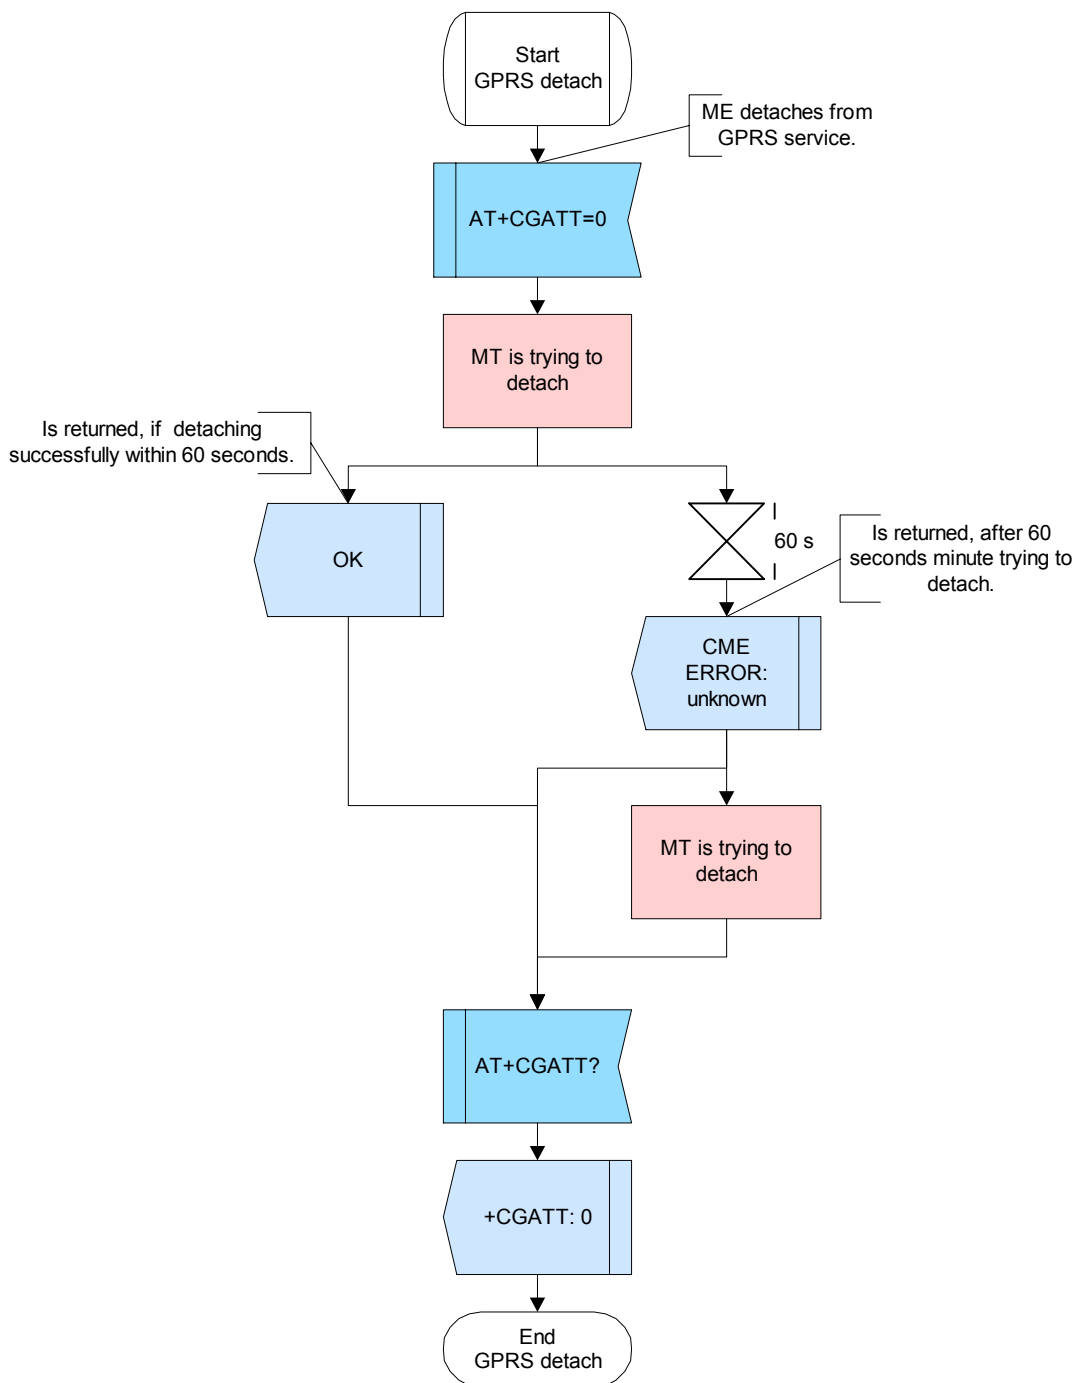 Start
GPRS detach
ME detaches from
GPRS service.
AT+CGATT=0
MT is trying to
detach
Is returned, if detaching
successfully within 60 seconds.
OK
60 s
Is returned, after 60
seconds minute trying to
detach.
CME
ERROR:
unknown
MT is trying to
detach
AT+CGATT?
+CGATT: 0
End
GPRS detach